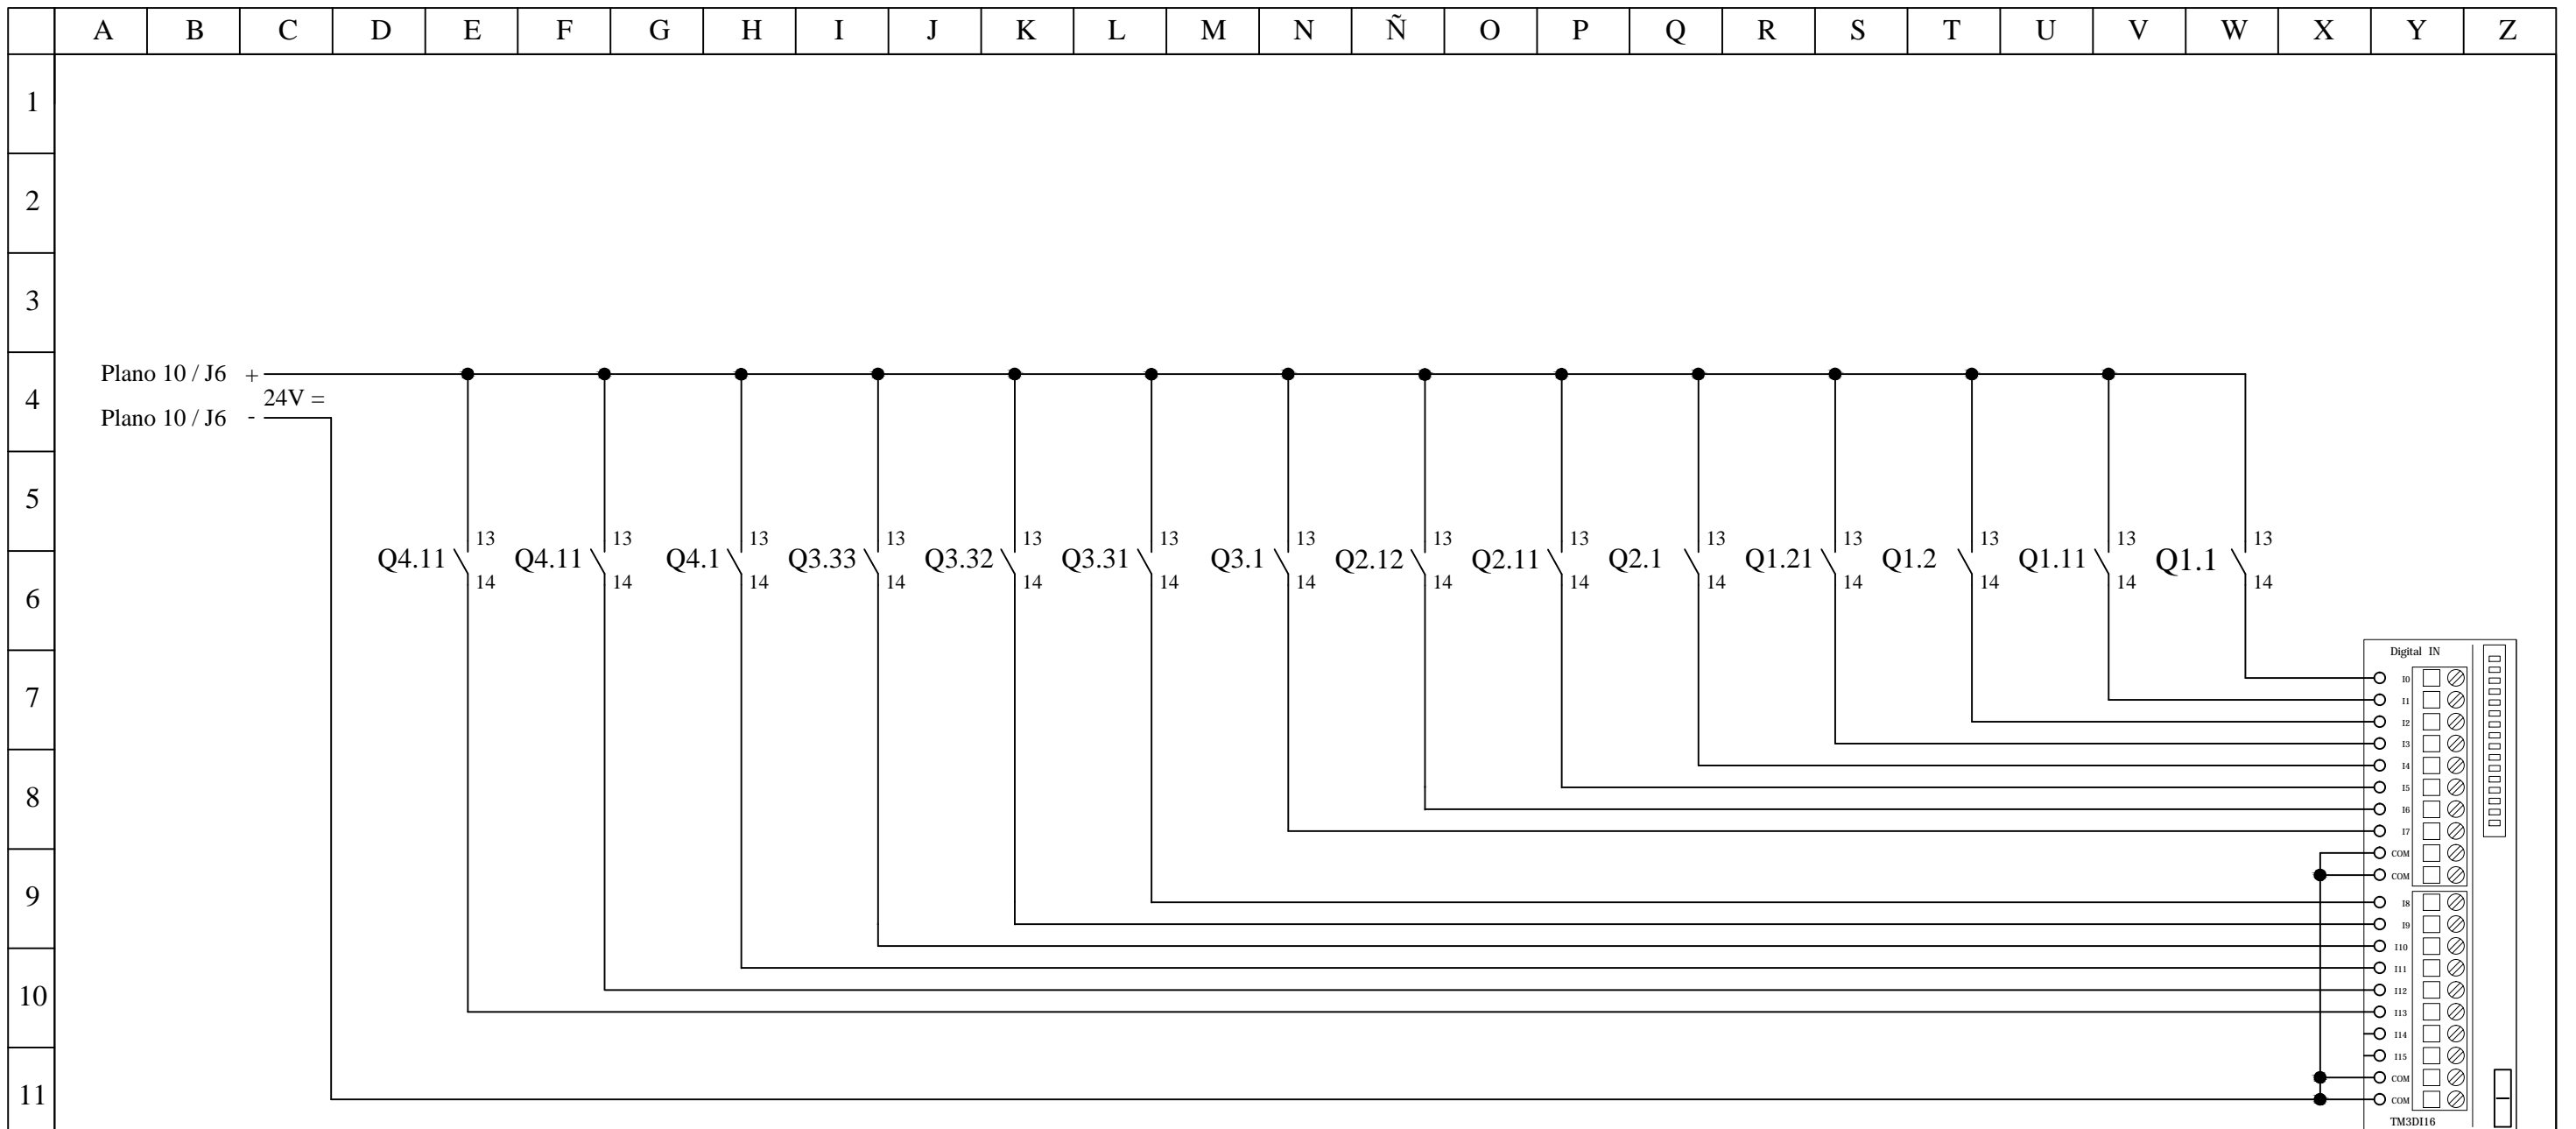 A B C D E F G H I J K L M N Ñ O P Q R S T U V W X Y Z
1
2
3
Plano 10 / J6 +
4
24V =
Plano 10 / J6 -
5
13 13 13 13 13 13 13 13 13 13 13 13 13 13
Q4.11 Q4.11 Q4.1 Q3.33 Q3.32 Q3.31 Q3.1 Q2.12 Q2.11 Q2.1 Q1.21 Q1.2 Q1.11 Q1.1
14 14 14 14 14 14 14 14 14 14 14 14 14 14
6
Digital IN
I0
7
I1
I2
I3
I4
I5
8
I6
I7
COM
COM
9
I8
I9
I10
I11
I12
10
I13
I14
I15
COM
11
COM
TM3DI16